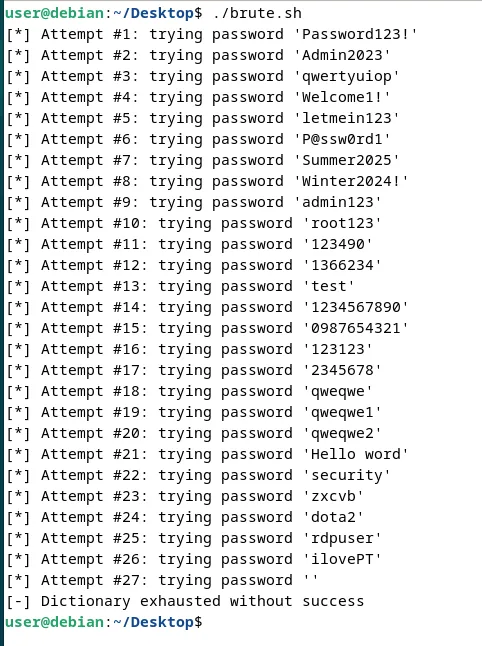 user@debian:~/Desktop$ ./brute.sh
[*] Attempt #1: trying password 'Password123!'
[*] Attempt #2: trying password 'Admin2023'
[*] Attempt #3: trying password 'qwertyuiop'
[*] Attempt #4: trying password 'Welcome1!'
[*] Attempt #5: trying password 'letmein123'
[*] Attempt #6: trying password 'P@ssw0rd1'
[*] Attempt #7: trying password 'Summer2025'
[*] Attempt #8: trying password 'Winter2024!'
[*] Attempt #9: trying password 'admin123'
[*] Attempt #10: trying password 'root123'
[*] Attempt #11: trying password '123490'
[*] Attempt #12: trying password '1366234'
[*] Attempt #13: trying password 'test'
[*] Attempt #14: trying password '1234567890'
[*] Attempt #15: trying password '0987654321'
[*] Attempt #16: trying password '123123'
[*] Attempt #17: trying password '2345678'
[*] Attempt #18: trying password 'qweqwe'
[*] Attempt #19: trying password 'qweqwe1'
[*] Attempt #20: trying password 'qweqwe2'
[*] Attempt #21: trying password 'Hello word'
[*] Attempt #22: trying password 'security'
[*] Attempt #23: trying password 'zxcvb'
[*] Attempt #24: trying password 'dota2'
[*] Attempt #25: trying password 'rdpuser'
[*] Attempt #26: trying password 'ilovePT'
[*] Attempt #27: trying password ''
[-] Dictionary exhausted without success
user@debian:~/Desktop$